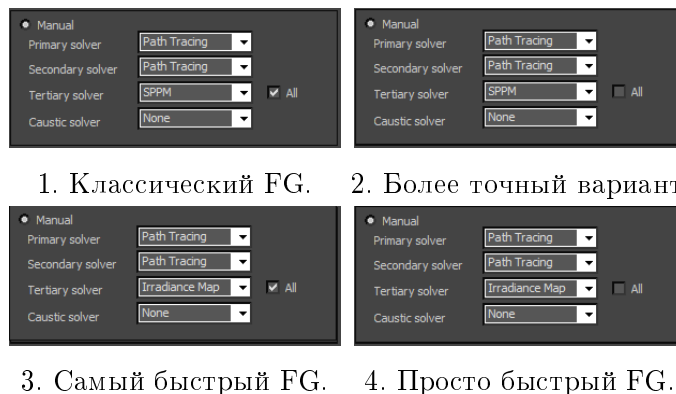 Manual
Primary solver Path Tracing
Secondary solver Path Tracing
Tertiary solver SPPM All
Caustic solver None
1. Классический FG.
Manual
Primary solver Path Tracing
Secondary solver Path Tracing
Tertiary solver SPPM All
Caustic solver None
2. Более точный вариант
Manual
Primary solver Path Tracing
Secondary solver Path Tracing
Tertiary solver Irradiance Map All
Caustic solver None
3. Самый быстрый FG.
Manual
Primary solver Path Tracing
Secondary solver Path Tracing
Tertiary solver Irradiance Map All
Caustic solver None
4. Просто быстрый FG.